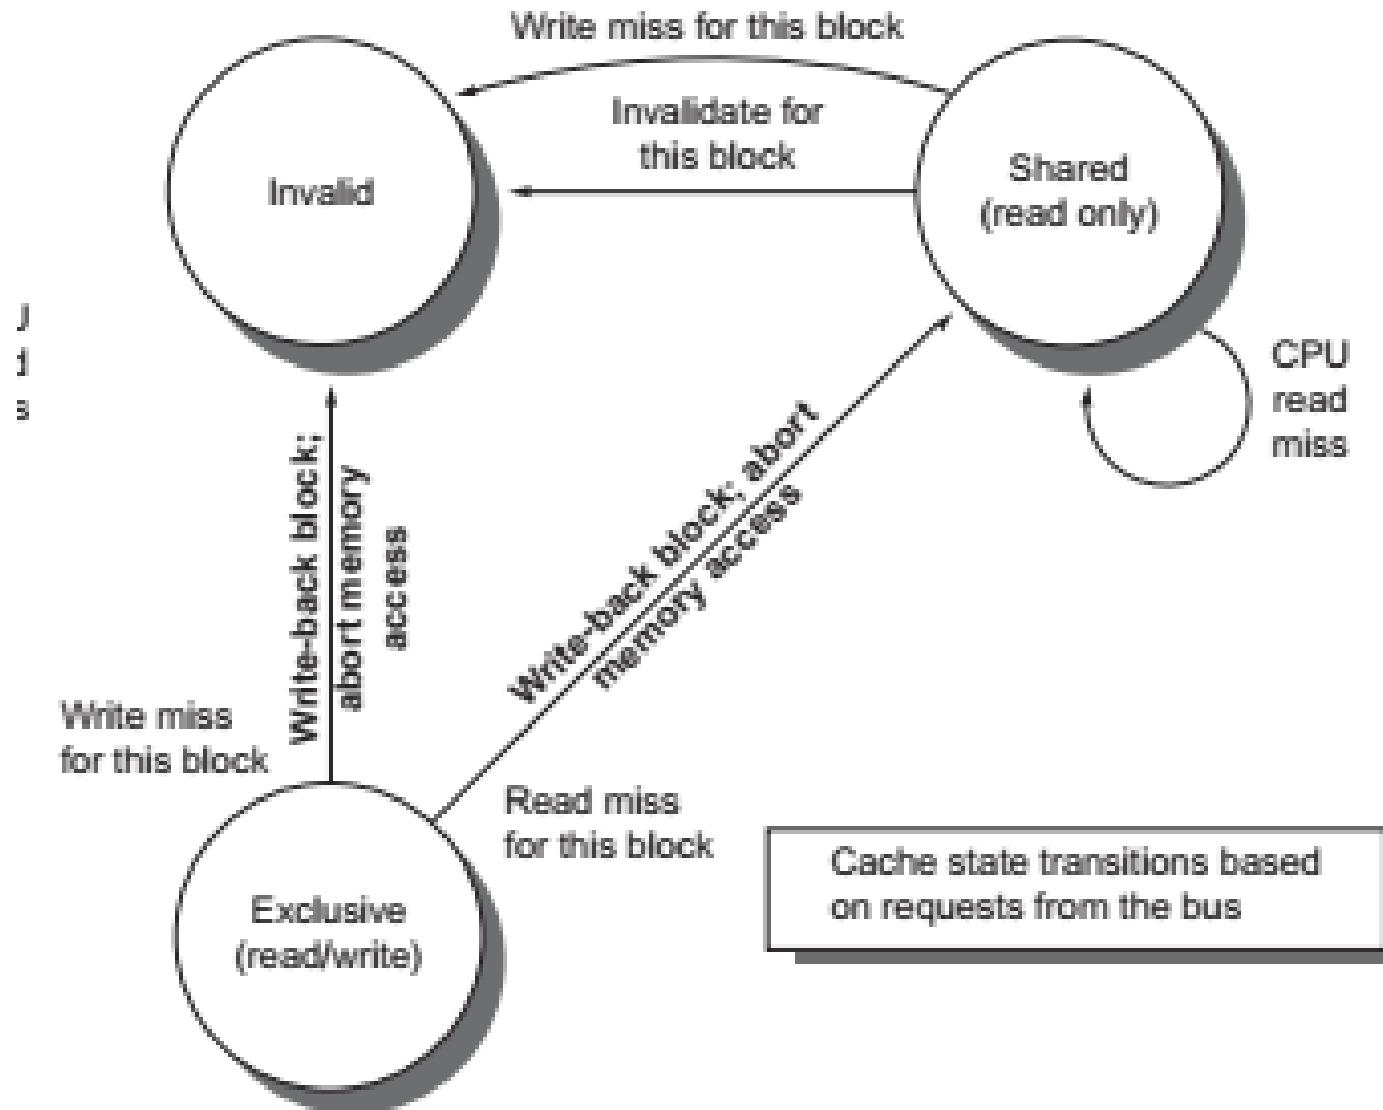 Write miss for this block
Invalidate for
this block
Invalid
Shared
(read only)
CPU
read
miss
Write-back block;
abort memory
access
Write-back block; abort
memory access
Write miss
for this block
Read miss
for this block
Exclusive
(read/write)
Cache state transitions based
on requests from the bus